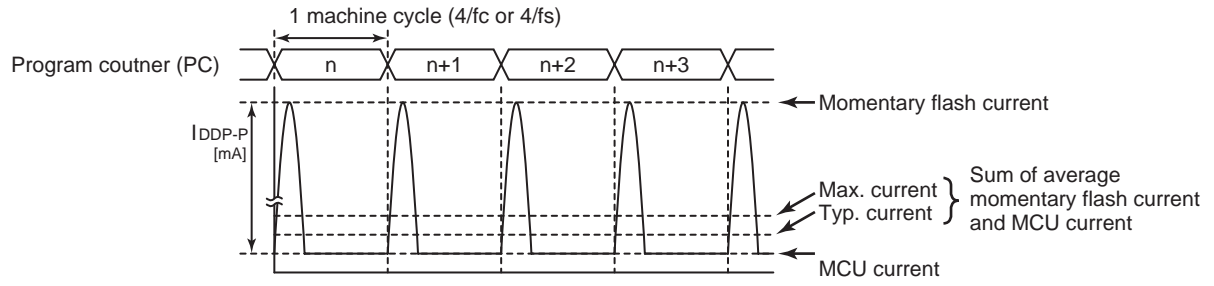 1 machine cycle (4/fc or 4/fs)
Program coutner (PC)
n
n+1
n+2
n+3
Momentary flash current
IDDP-P
[mA]
Max. current
Typ. current
Sum of average
momentary flash current
and MCU current
MCU current